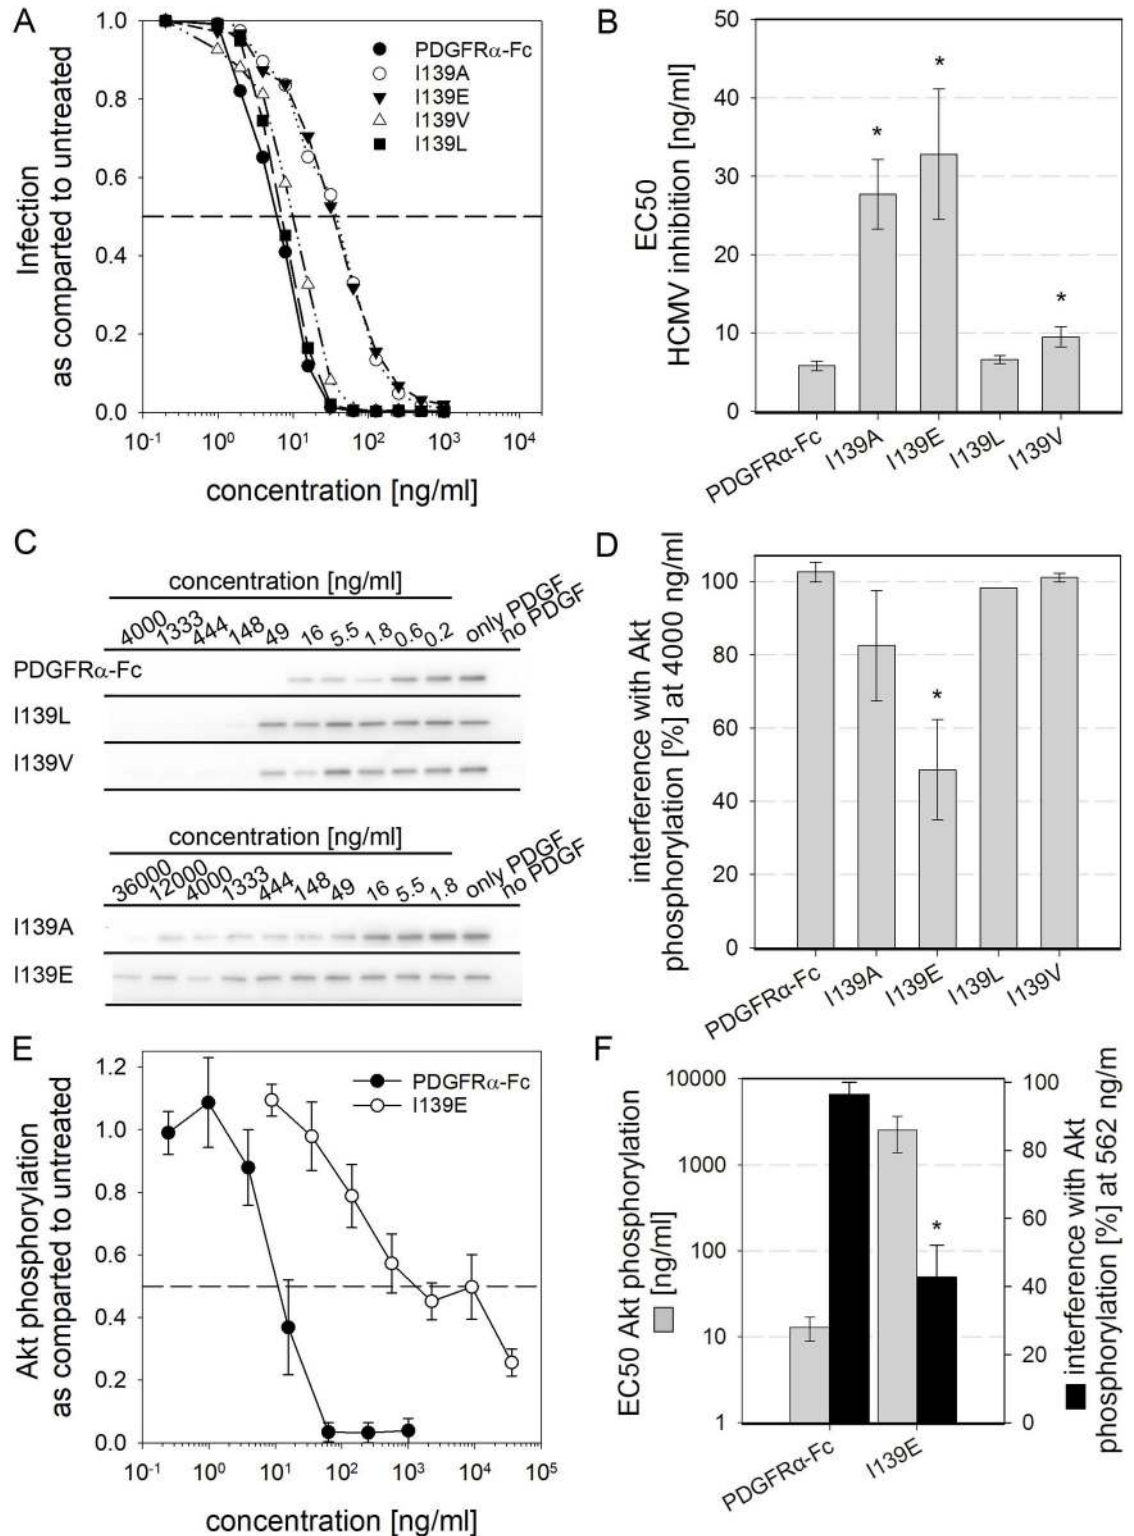 A
1.0
0.8
0.6
0.4
0.2
0.0
Infection
as comparted to untreated
PDGFRα-Fc
I139A
I139E
I139V
I139L
10-1
100
101
102
103
104
concentration [ng/ml]
B
50
40
30
20
10
0
EC50
HCMV inhibition [ng/ml]
*
*
*
PDGFRα-Fc
I139A
I139E
I139L
I139V
C
concentration [ng/ml]
4000
1333
444
148
49
16
5.5
1.8
0.6
0.2
only PDGF
no PDGF
PDGFRα-Fc
I139L
I139V
concentration [ng/ml]
36000
12000
4000
1333
444
148
49
16
5.5
1.8
only PDGF
no PDGF
I139A
I139E
D
100
80
60
40
20
0
interference with Akt
phosphorylation [%] at 4000 ng/ml
*
PDGFRα-Fc
I139A
I139E
I139L
I139V
E
1.2
1.0
0.8
0.6
0.4
0.2
0.0
Akt phosphorylation
as comparted to untreated
PDGFRα-Fc
I139E
10-1
100
101
102
103
104
105
concentration [ng/ml]
F
10000
1000
100
10
1
EC50 Akt phosphorylation
[ng/ml]
*
100
80
60
40
20
0
interference with Akt
phosphorylation [%] at 562 ng/m
PDGFRα-Fc
I139E